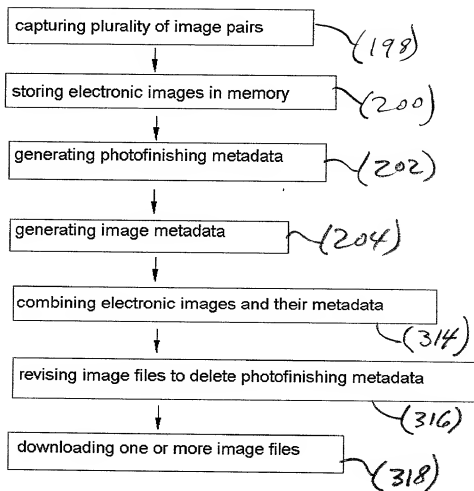 capturing plurality of image pairs
(198)
storing electronic images in memory
(200)
generating photofinishing metadata
(202)
generating image metadata
(204)
combining electronic images and their metadata
(314)
revising image files to delete photofinishing metadata
(316)
downloading one or more image files
(318)